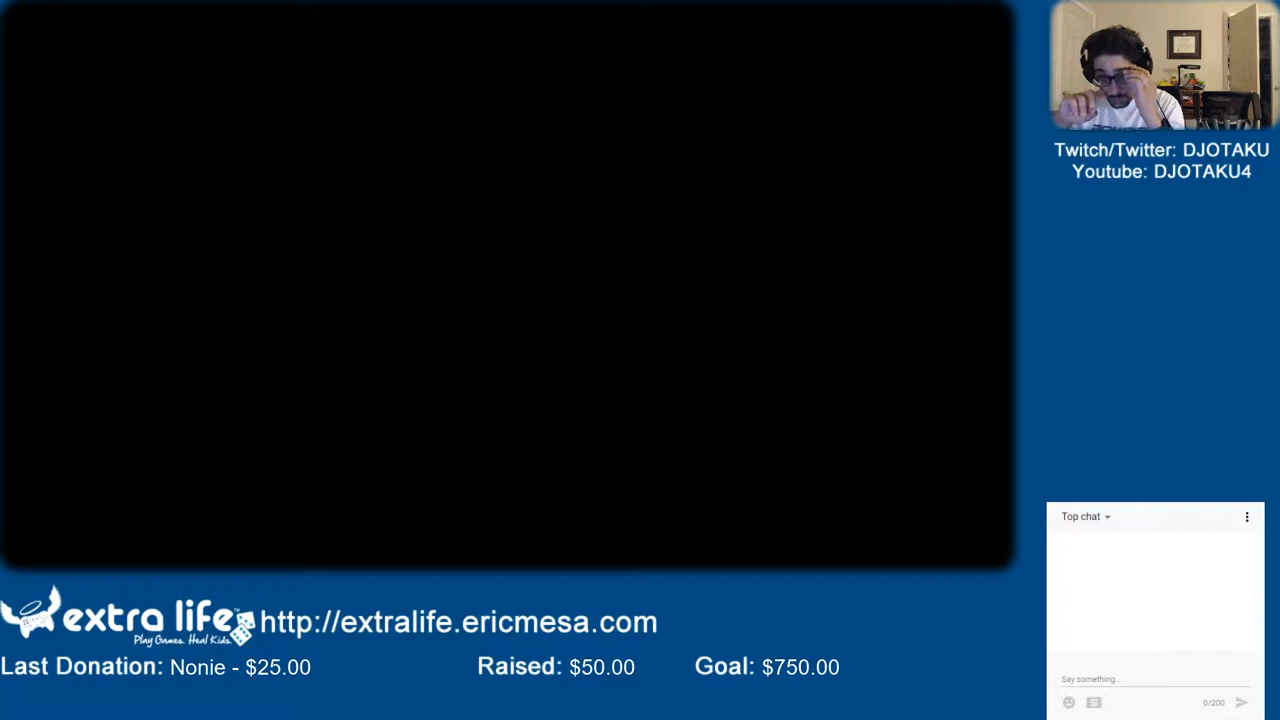 Twitch/Twitter: DJOTAKU
Youtube: DJOTAKU4
Top chat
Say something...
0/200
extra life
Play Games. Heal Kids.
http://extralife.ericmesa.com
Last Donation: Nonie - $25.00
Raised: $50.00
Goal: $750.00